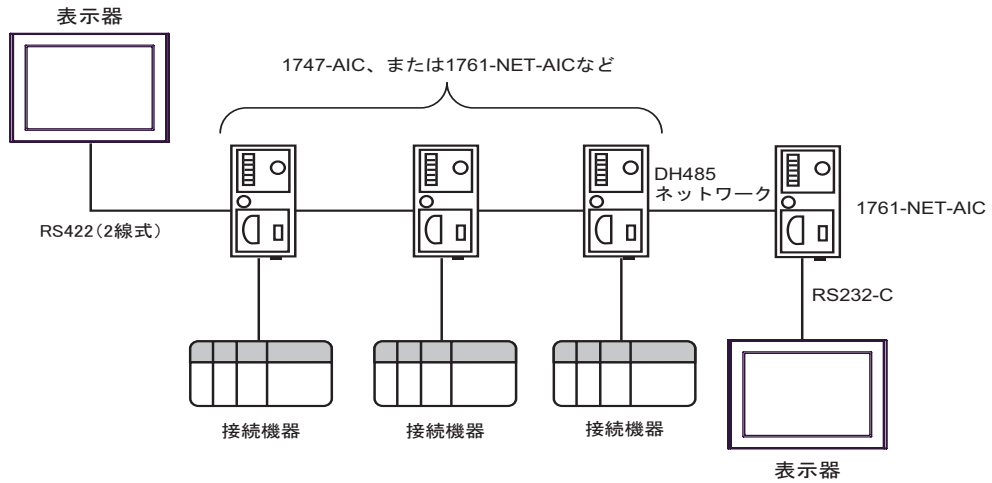 表示器
1747-AIC、または1761-NET-AICなど
DH485
ネットワーク
1761-NET-AIC
RS422(2線式)
RS232-C
接続機器
接続機器
接続機器
表示器